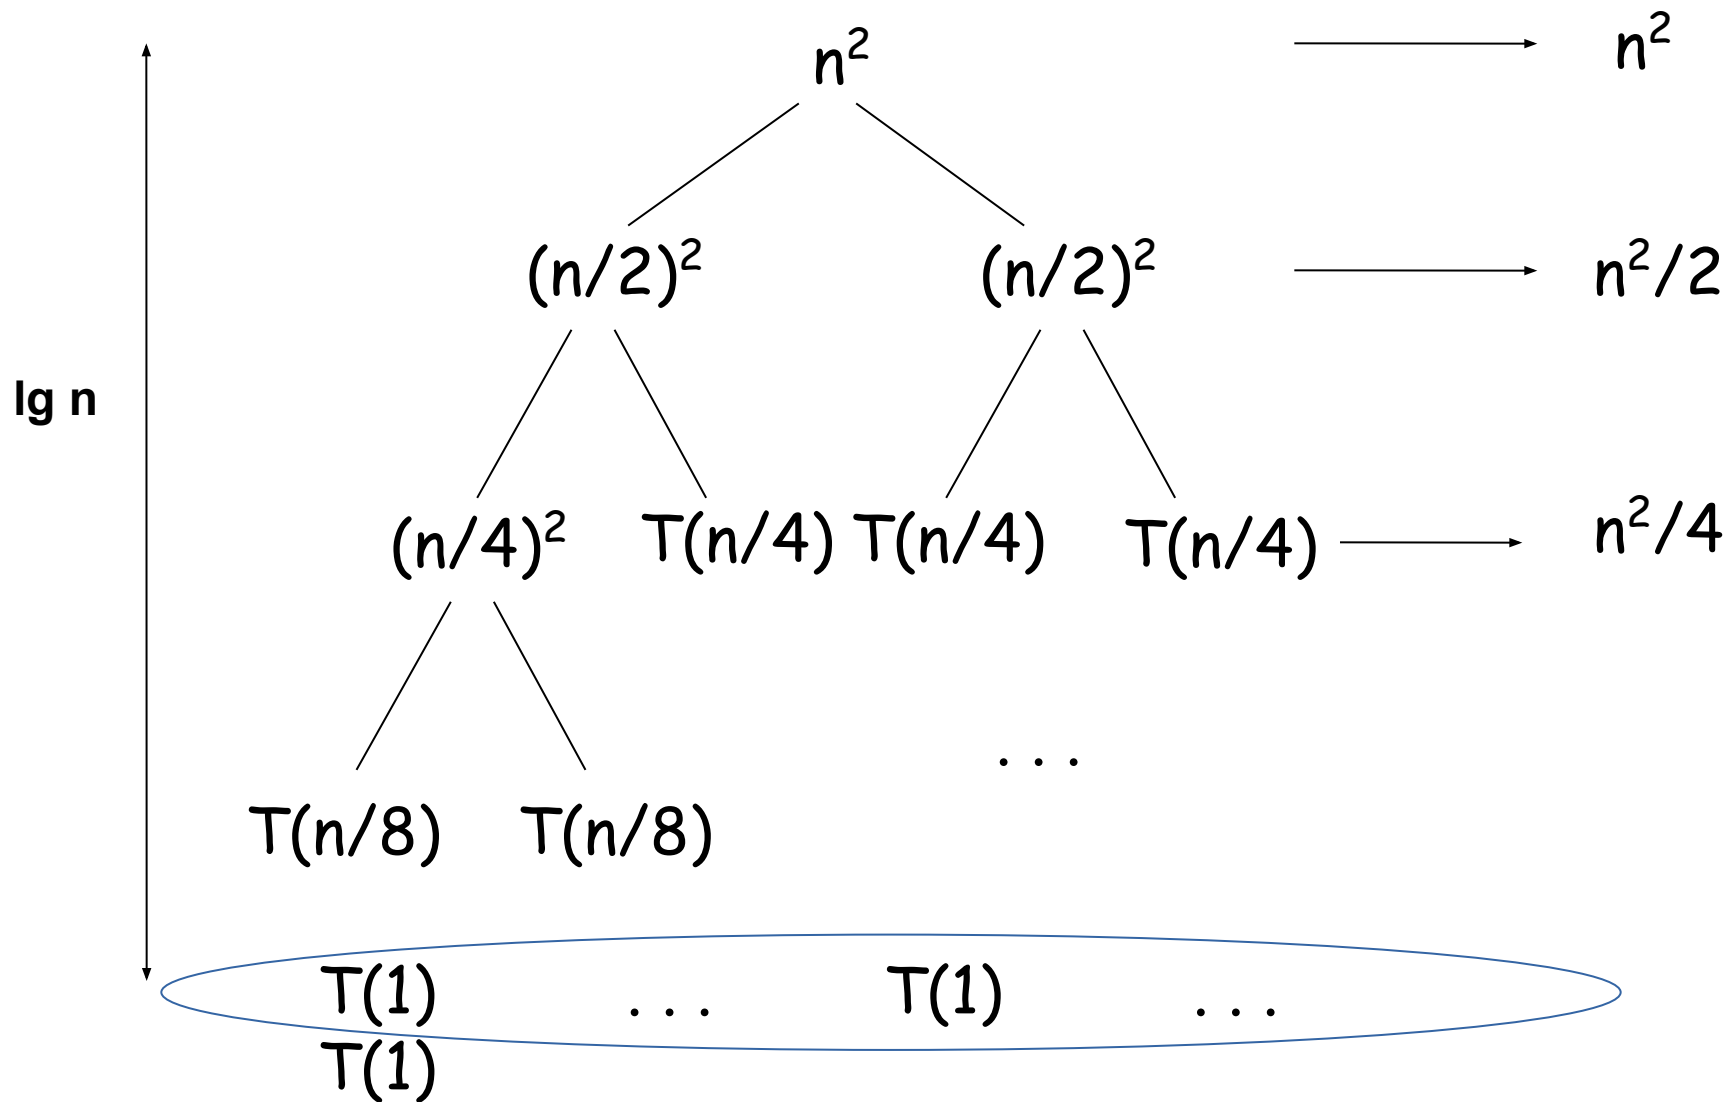 n² n²
(n/2)² (n/2)² n²/2
lg n
(n/4)² T(n/4) T(n/4) T(n/4) n²/4
. . .
T(n/8) T(n/8)
T(1) . . . T(1) . . .
T(1)